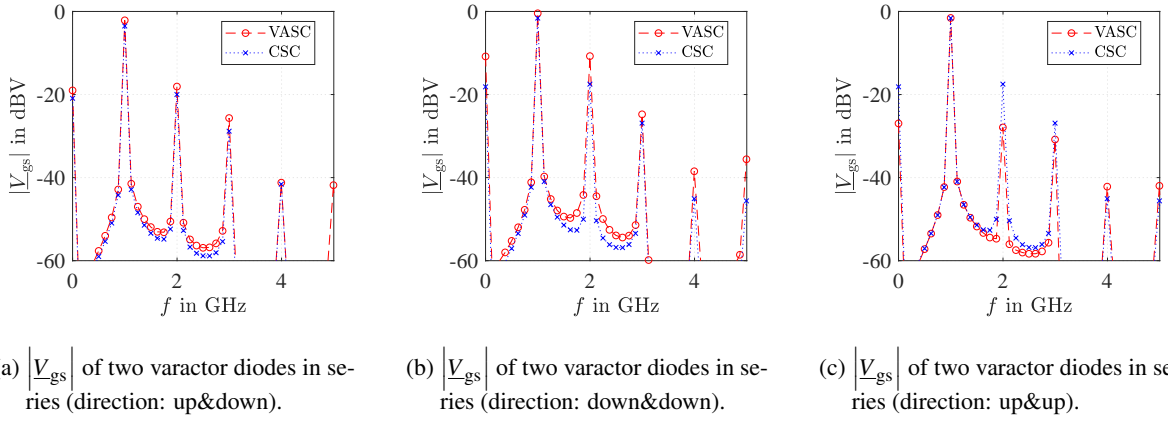 0
-20
-40
-60
0
2
4
|V_gs| in dBV
f in GHz
VASC
CSC
0
-20
-40
-60
0
2
4
|V_gs| in dBV
f in GHz
VASC
CSC
0
-20
-40
-60
0
2
4
|V_gs| in dBV
f in GHz
VASC
CSC
a) |V_gs| of two varactor diodes in se-
ries (direction: up&down).
(b) |V_gs| of two varactor diodes in se-
ries (direction: down&down).
(c) |V_gs| of two varactor diodes in se
ries (direction: up&up).